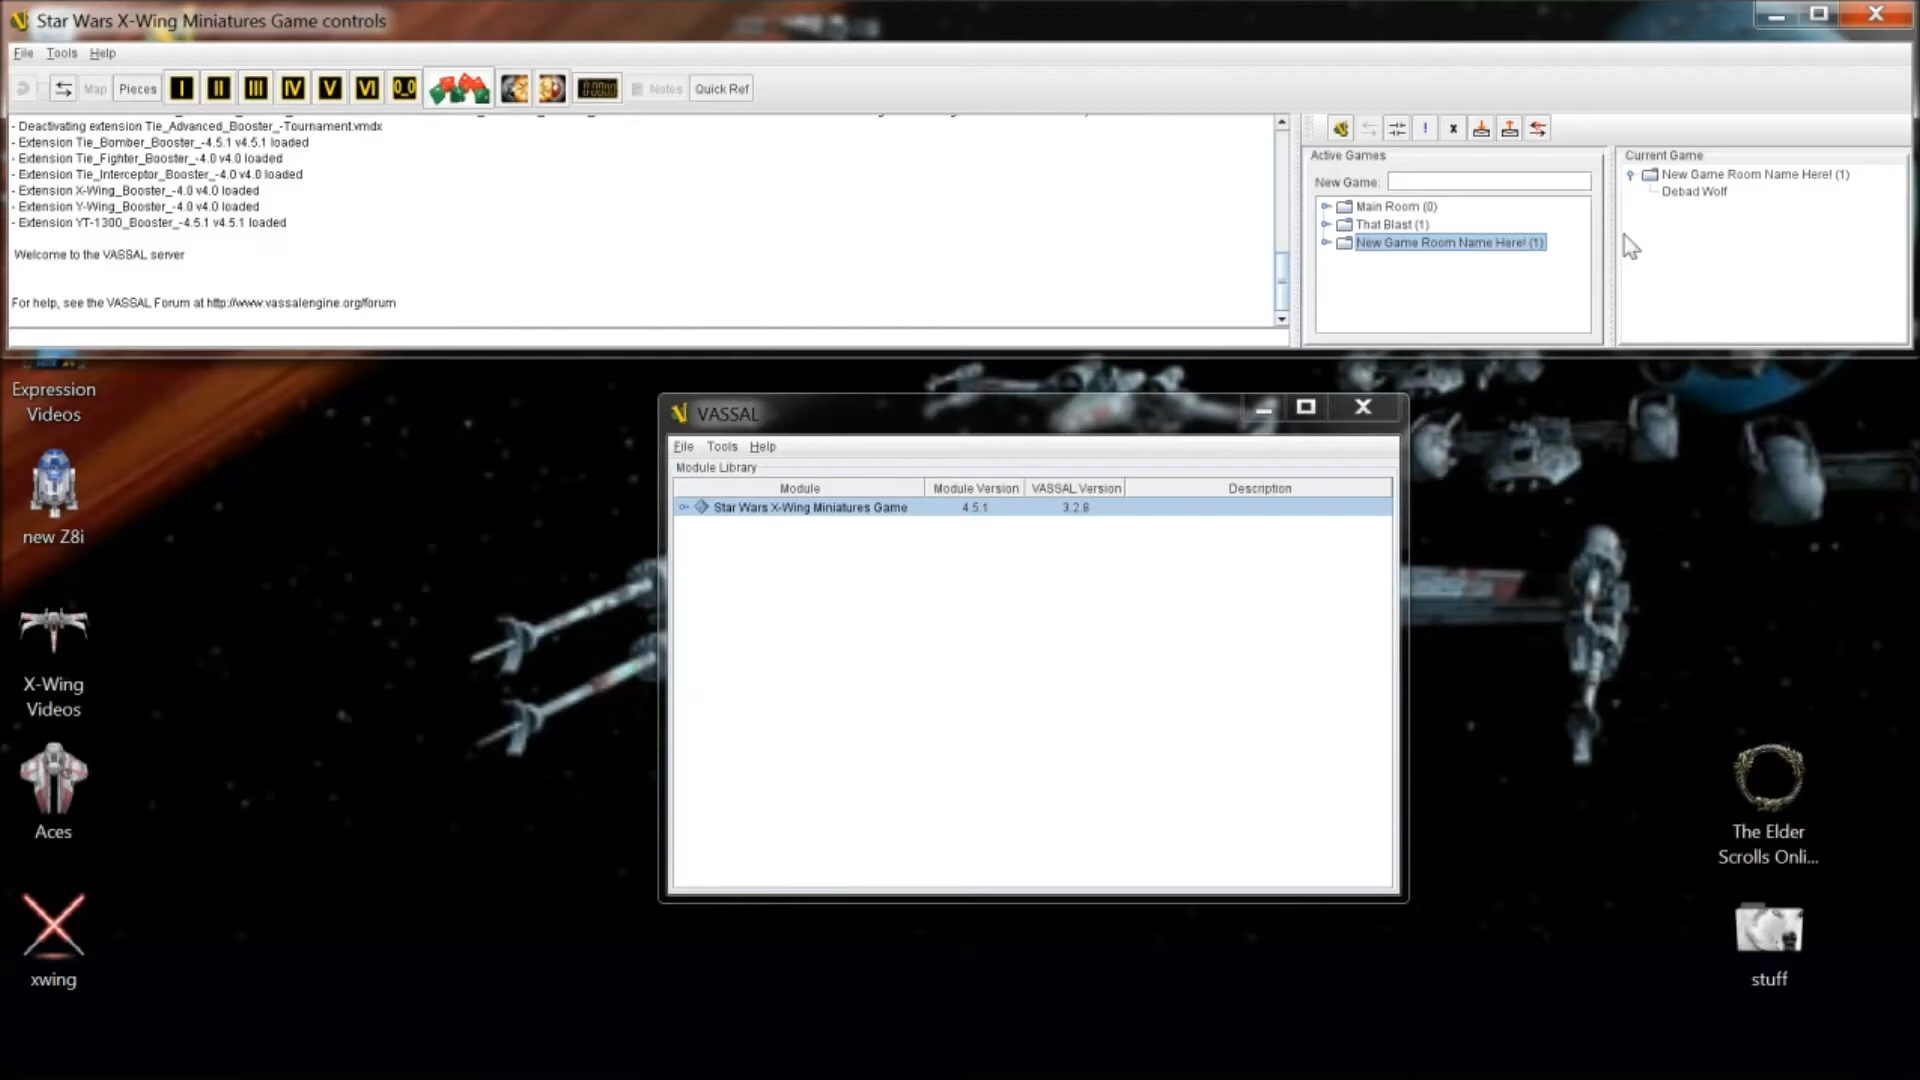 Star Wars X-Wing Miniatures Game controls
File Tools Help
Map Pieces I II III IV V VI 0_0 Notes Quick Ref
- Deactivating extension Tie_Advanced_Booster_-Tournament.vmdx
- Extension Tie_Bomber_Booster_-4.5.1 v4.5.1 loaded
- Extension Tie_Fighter_Booster_-4.0 v4.0 loaded
- Extension Tie_Interceptor_Booster_-4.0 v4.0 loaded
- Extension X-Wing_Booster_-4.0 v4.0 loaded
- Extension Y-Wing_Booster_-4.0 v4.0 loaded
- Extension YT-1300_Booster_-4.5.1 v4.5.1 loaded
Welcome to the VASSAL server
For help, see the VASSAL Forum at http://www.vassalengine.org/forum
Active Games
New Game:
Main Room (0)
That Blast (1)
New Game Room Name Here! (1)
Current Game
New Game Room Name Here! (1)
Debad Wolf
Expression
Videos
new Z8i
X-Wing
Videos
Aces
xwing
VASSAL
File Tools Help
Module Library
Module Module Version VASSAL Version Description
Star Wars X-Wing Miniatures Game 4.5.1 3.2.8
The Elder
Scrolls Onli...
stuff